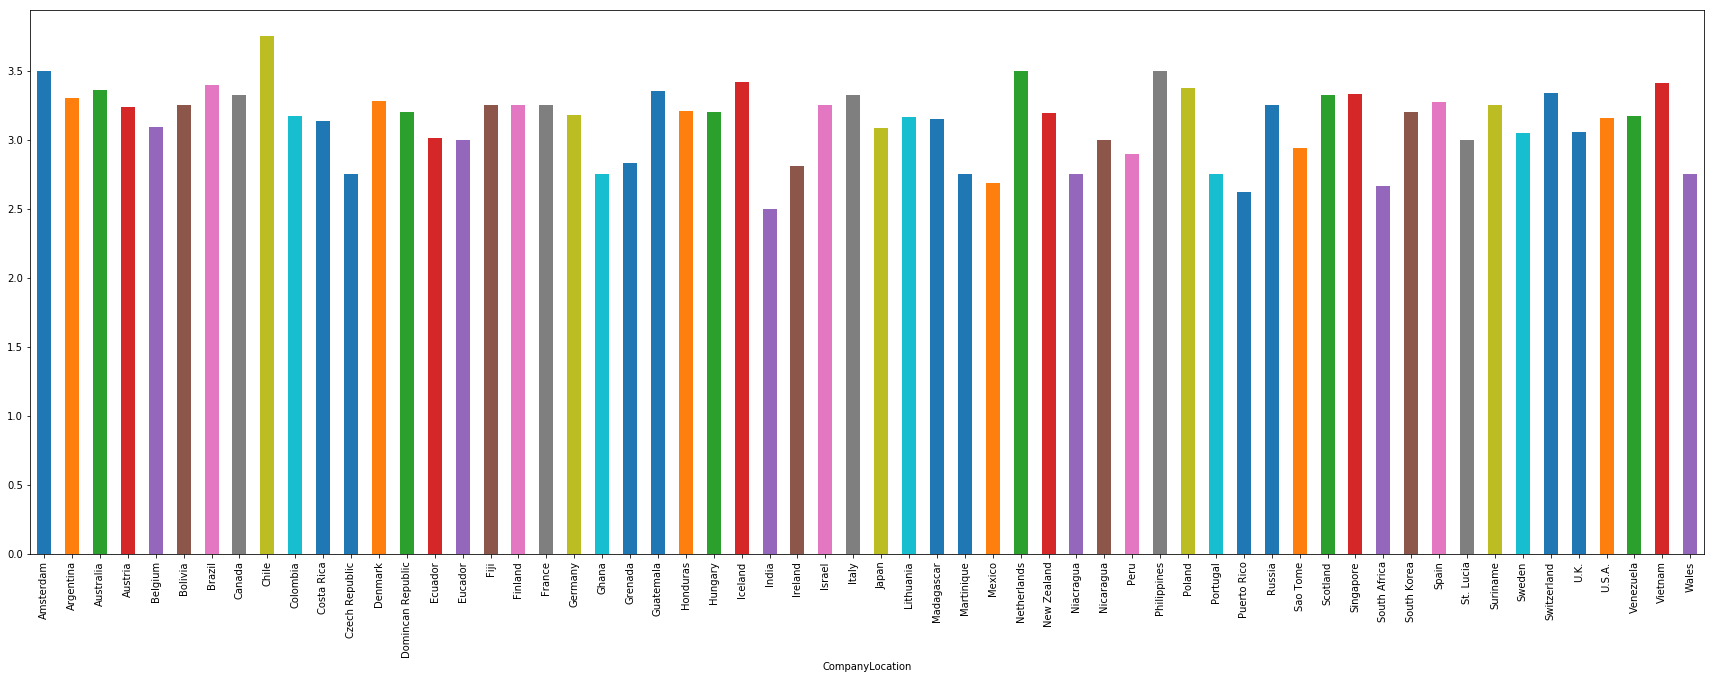 3.5
3.0
2.5
2.0
1.5
1.0
0.5
0.0
Amsterdam
Argentina
Australia
Austria
Belgium
Bolivia
Brazil
Canada
Chile
Colombia
Costa Rica
Czech Republic
Denmark
Domincan Republic
Ecuador
Eucador
Fiji
Finland
France
Germany
Ghana
Grenada
Guatemala
Honduras
Hungary
Iceland
India
Ireland
Israel
Italy
Japan
Lithuania
Madagascar
Martinique
Mexico
Netherlands
New Zealand
Niacragua
Nicaragua
Peru
Philippines
Poland
Portugal
Puerto Rico
Russia
Sao Tome
Scotland
Singapore
South Africa
South Korea
Spain
St. Lucia
Suriname
Sweden
Switzerland
U.K.
U.S.A.
Venezuela
Vietnam
Wales
CompanyLocation